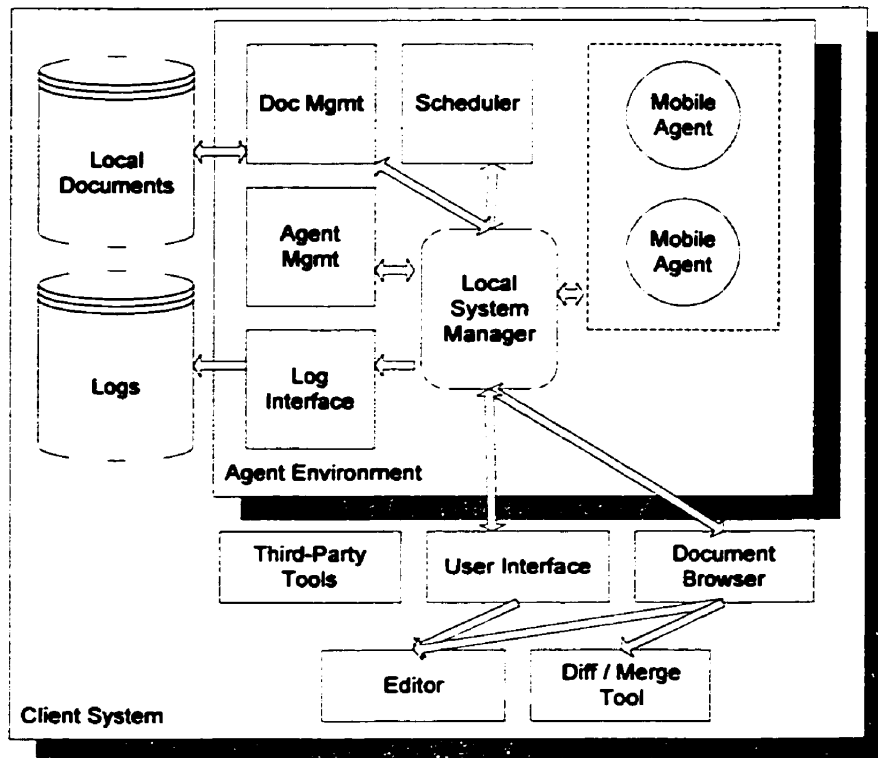 Local
Documents
Logs
Doc Mgmt
Scheduler
Mobile
Agent
Mobile
Agent
Agent
Mgmt
Local
System
Manager
Log
Interface
Agent Environment
Third-Party
Tools
User Interface
Document
Browser
Editor
Diff / Merge
Tool
Client System